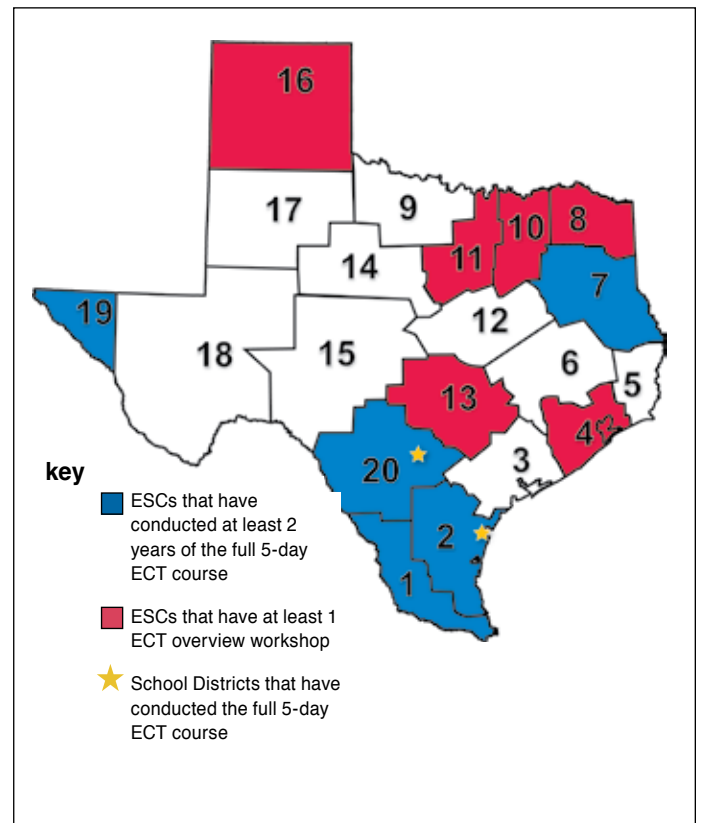 16
17
9
10
8
11
14
7
19
12
18
15
6
5
13
4
3
20
2
1
key
ESCs that have
conducted at least 2
years of the full 5-day
ECT course
ESCs that have at least 1
ECT overview workshop
School Districts that have
conducted the full 5-day
ECT course